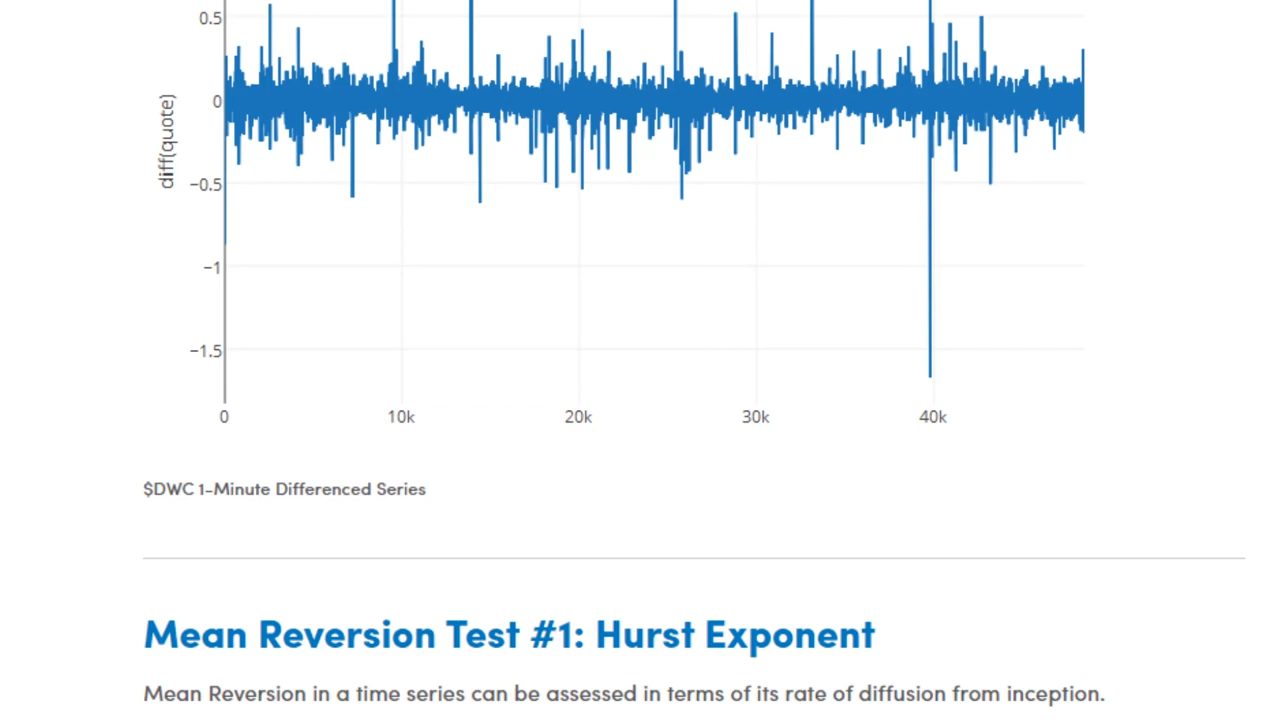 0.5
0
diff(quote)
−0.5
−1
−1.5
0 10k 20k 30k 40k
$DWC 1-Minute Differenced Series
Mean Reversion Test #1: Hurst Exponent
Mean Reversion in a time series can be assessed in terms of its rate of diffusion from inception.